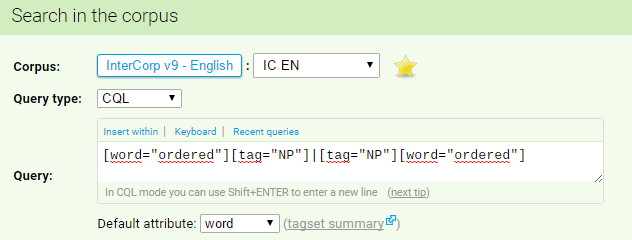 Search in the corpus
Corpus: InterCorp v9 - English : IC EN
Query type: CQL
Insert within | Keyboard | Recent queries
Query: [word="ordered"][tag="NP"]|[tag="NP"][word="ordered"]
In CQL mode you can use Shift+ENTER to enter a new line (next tip)
Default attribute: word (tagset summary)